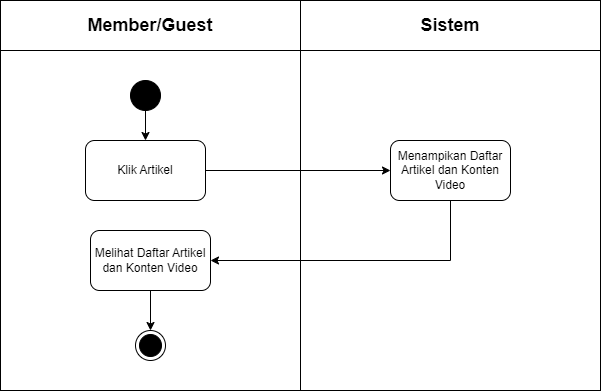 Member/Guest
Sistem
Klik Artikel
Menampikan Daftar
Artikel dan Konten
Video
Melihat Daftar Artikel
dan Konten Video